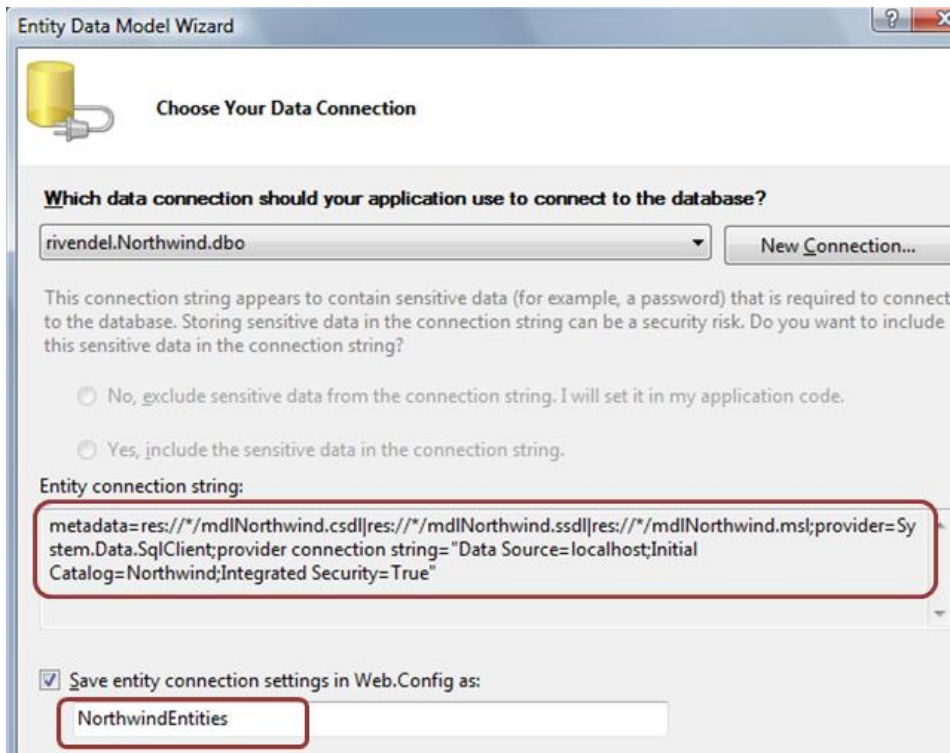 Entity Data Model Wizard
Choose Your Data Connection
Which data connection should your application use to connect to the database?
rivendel.Northwind.dbo
New Connection...
This connection string appears to contain sensitive data (for example, a password) that is required to connect
to the database. Storing sensitive data in the connection string can be a security risk. Do you want to include
this sensitive data in the connection string?
No, exclude sensitive data from the connection string. I will set it in my application code.
Yes, include the sensitive data in the connection string.
Entity connection string:
metadata=res://*/mdlNorthwind.csdl|res://*/mdlNorthwind.ssdl|res://*/mdlNorthwind.msl;provider=Sy
stem.Data.SqlClient;provider connection string="Data Source=localhost;Initial
Catalog=Northwind;Integrated Security=True"
Save entity connection settings in Web.Config as:
NorthwindEntities